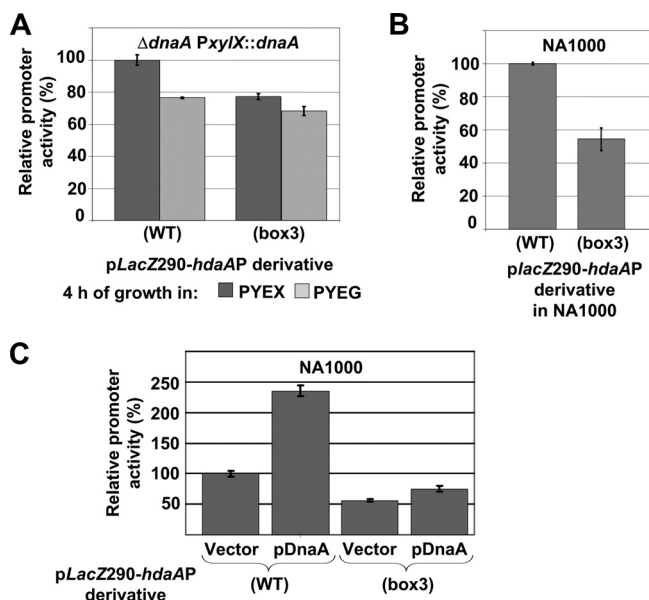 A
ΔdnaA PxylX::dnaA
Relative promoter
activity (%)
100
80
60
40
20
0
(WT) (box3)
pLacZ290-hdaAP derivative
4 h of growth in: PYEX PYEG
B
NA1000
Relative promoter
activity (%)
100
80
60
40
20
0
(WT) (box3)
placZ290-hdaAP
derivative
in NA1000
C
NA1000
Relative promoter
activity (%)
250
200
150
100
50
Vector pDnaA Vector pDnaA
pLacZ290-hdaAP
derivative
(WT) (box3)